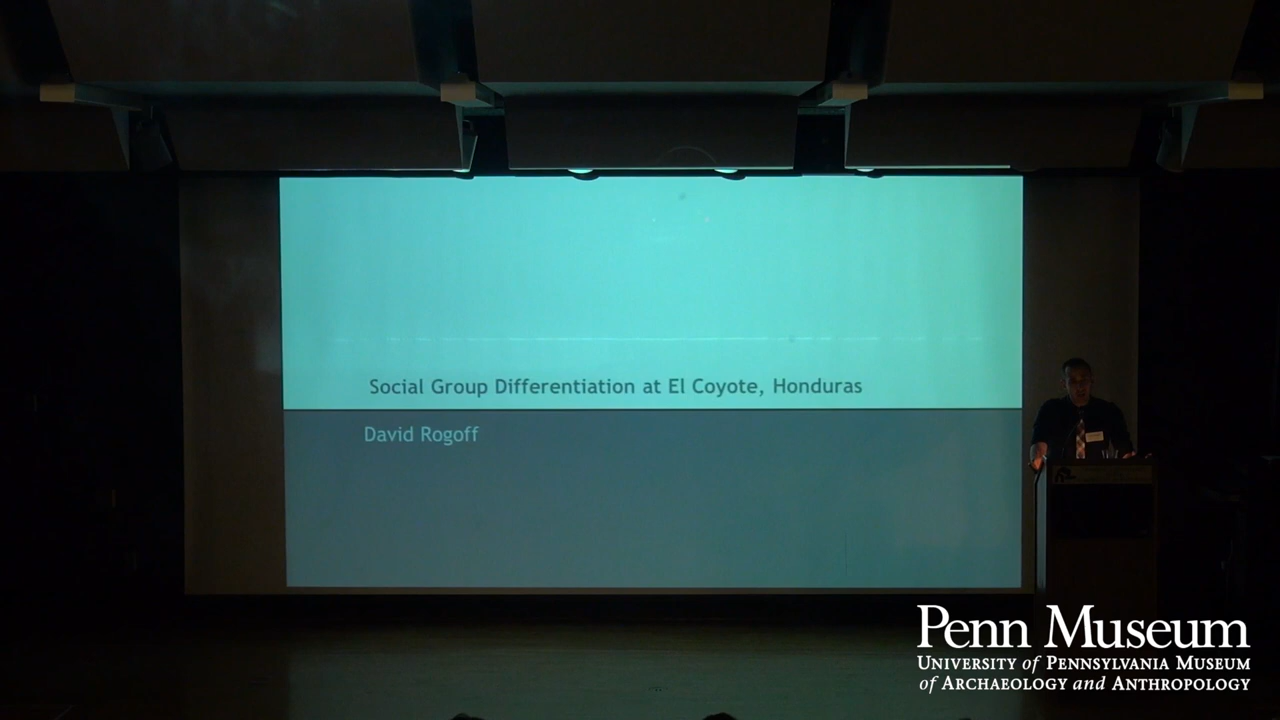 Social Group Differentiation at El Coyote, Honduras
David Rogoff
Penn Museum
UNIVERSITY of PENNSYLVANIA MUSEUM
of ARCHAEOLOGY and ANTHROPOLOGY